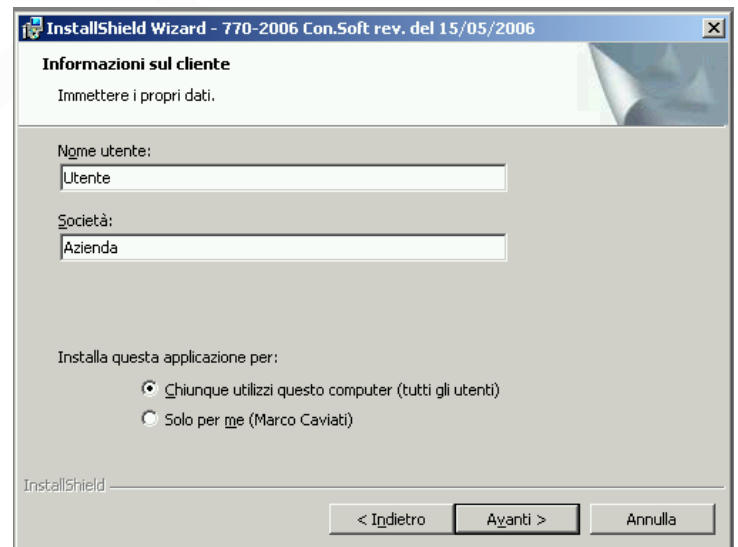 InstallShield Wizard - 770-2006 Con.Soft rev. del 15/05/2006
Informazioni sul cliente
Immettere i propri dati.
Nome utente:
Utente
Società:
Azienda
Installa questa applicazione per:
Chiunque utilizzi questo computer (tutti gli utenti)
Solo per me (Marco Caviati)
InstallShield
< Indietro
Avanti >
Annulla